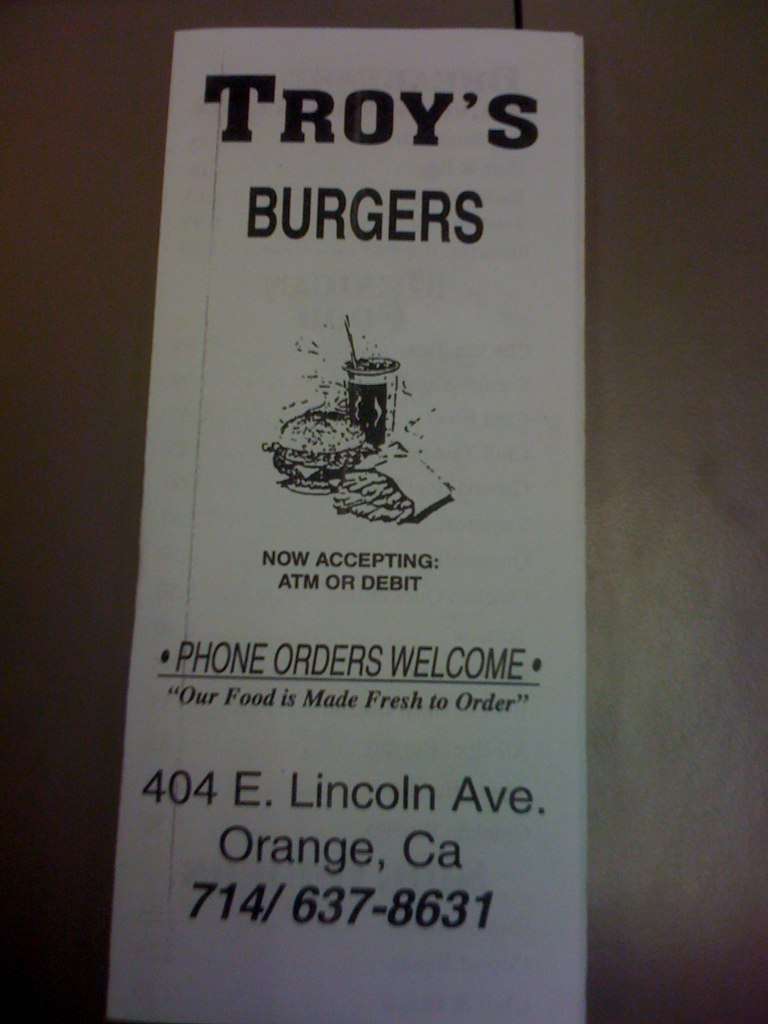 TROY'S
BURGERS
NOW ACCEPTING:
ATM OR DEBIT
• PHONE ORDERS WELCOME •
"Our Food is Made Fresh to Order"
404 E. Lincoln Ave.
Orange, Ca
714/ 637-8631